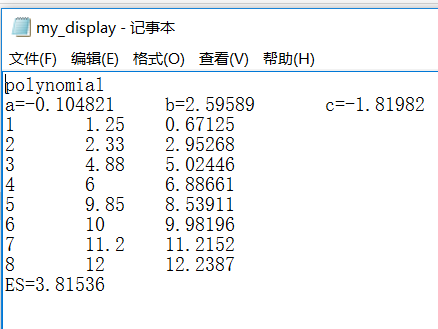 my_display - 记事本
文件(F) 编辑(E) 格式(O) 查看(V) 帮助(H)
polynomial
a=-0.104821 b=2.59589 c=-1.81982
1 1.25 0.67125
2 2.33 2.95268
3 4.88 5.02446
4 6 6.88661
5 9.85 8.53911
6 10 9.98196
7 11.2 11.2152
8 12 12.2387
ES=3.81536